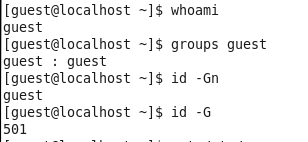 [guest@localhost ~]$ whoami
guest
[guest@localhost ~]$ groups guest
guest : guest
[guest@localhost ~]$ id -Gn
guest
[guest@localhost ~]$ id -G
501